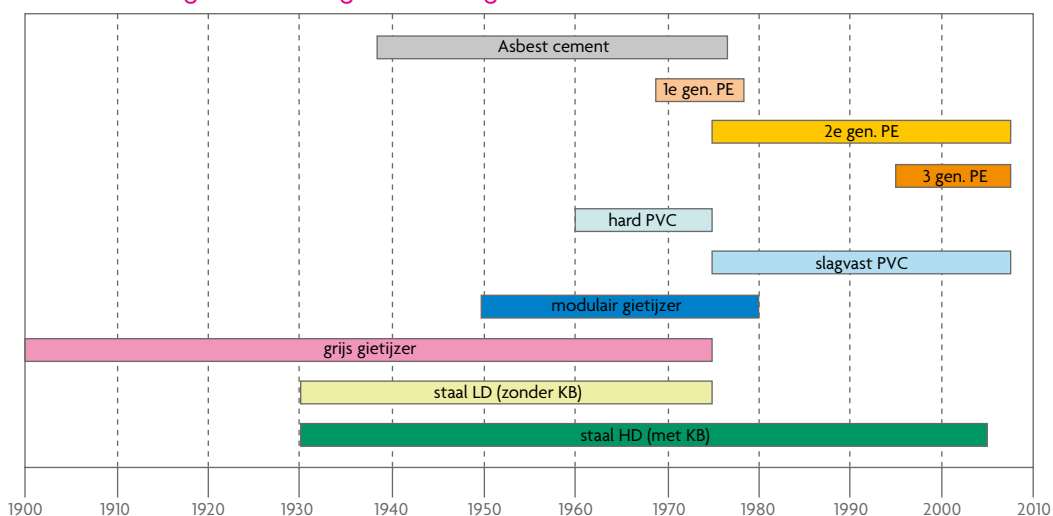 Asbest cement
1e gen. PE
2e gen. PE
3 gen. PE
hard PVC
slagvast PVC
modulair gietijzer
grijs gietijzer
staal LD (zonder KB)
staal HD (met KB)
1900 1910 1920 1930 1940 1950 1960 1970 1980 1990 2000 2010